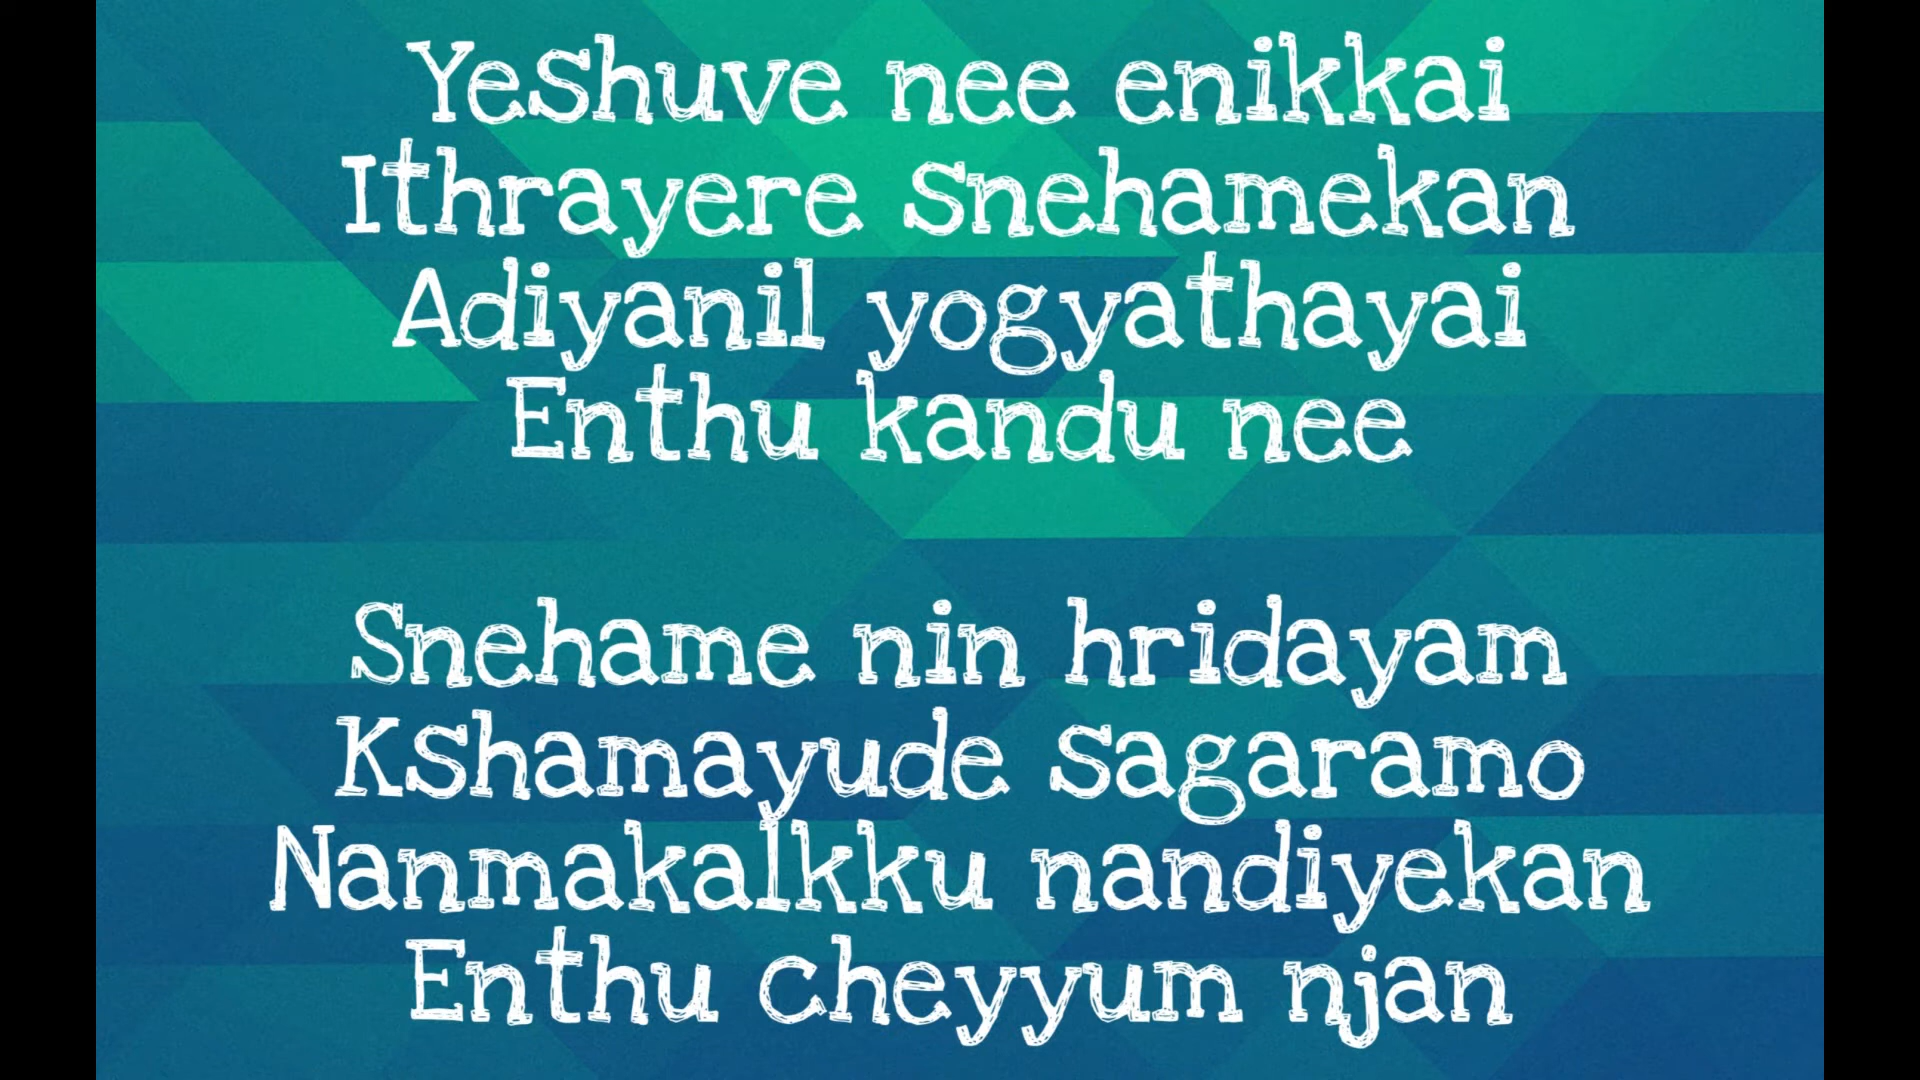 Yeshuve nee enikkai
Ithrayere Snehamekan
Adiyanil yogyathayai
Enthu kandu nee
Snehame nin hridayam
Kshamayude Sagaramo
Nanmakalkku nandiyekan
Enthu cheyyum njan